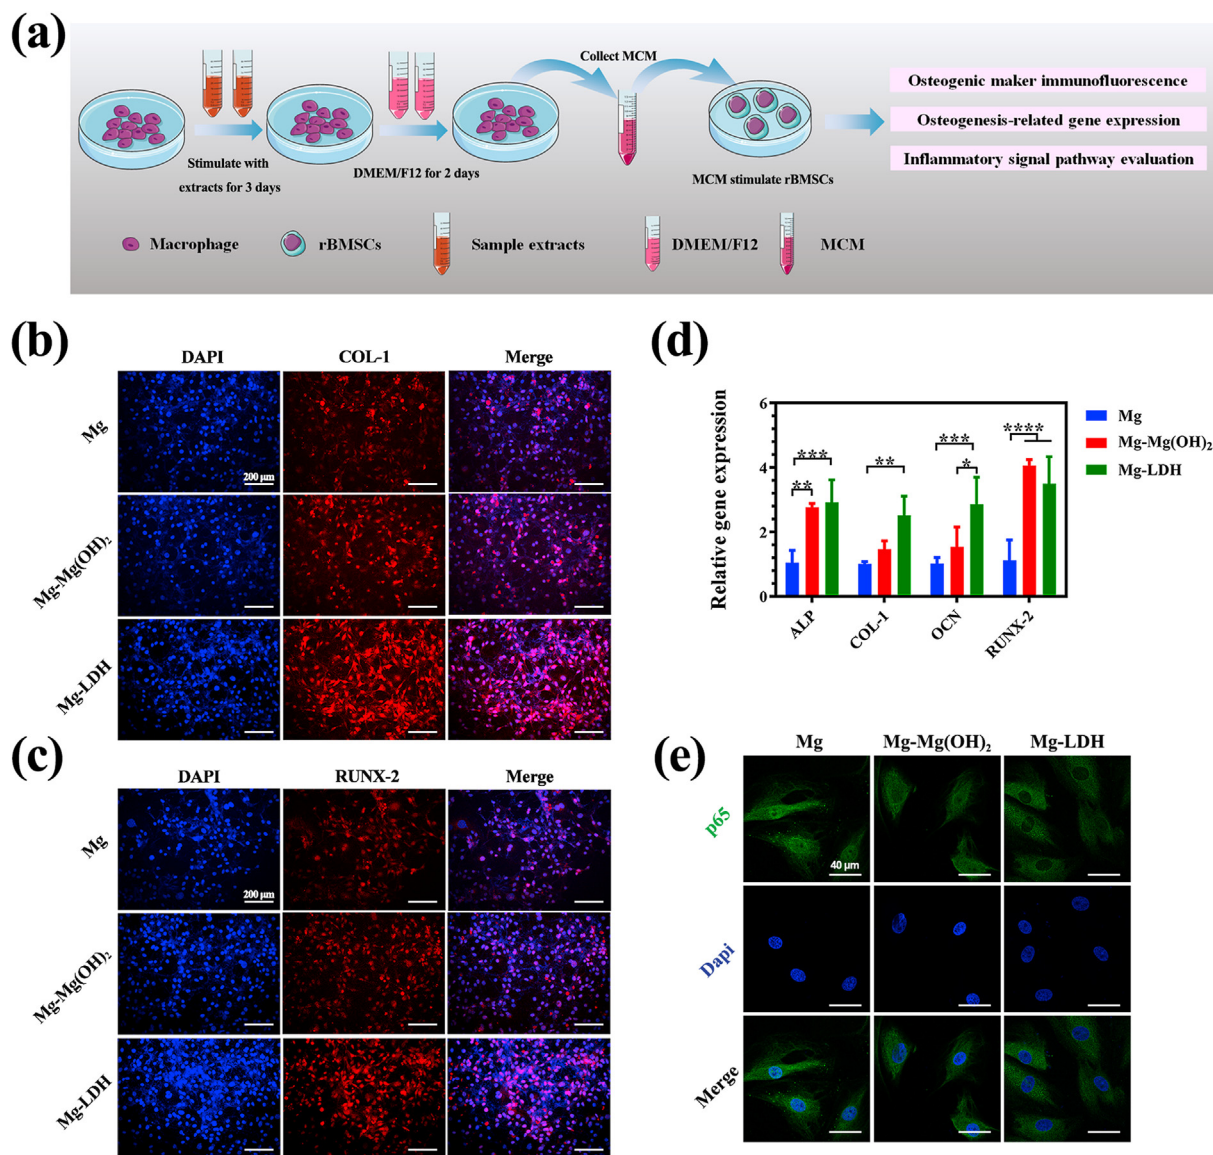 (a)
Collect MCM
Stimulate with
extracts for 3 days
DMEM/F12 for 2 days
MCM stimulate rBMSCs
Osteogenic maker immunofluorescence
Osteogenesis-related gene expression
Inflammatory signal pathway evaluation
Macrophage
rBMSCs
Sample extracts
DMEM/F12
MCM
(b)
DAPI
COL-1
Merge
Mg
200 μm
Mg-Mg(OH)₂
Mg-LDH
(c)
DAPI
RUNX-2
Merge
Mg
200 μm
Mg-Mg(OH)₂
Mg-LDH
(d)
Relative gene expression
6
4
2
0
***
**
**
***
*
****
ALP
COL-1
OCN
RUNX-2
Mg
Mg-Mg(OH)₂
Mg-LDH
(e)
Mg
Mg-Mg(OH)₂
Mg-LDH
p65
40 μm
Dapi
Merge